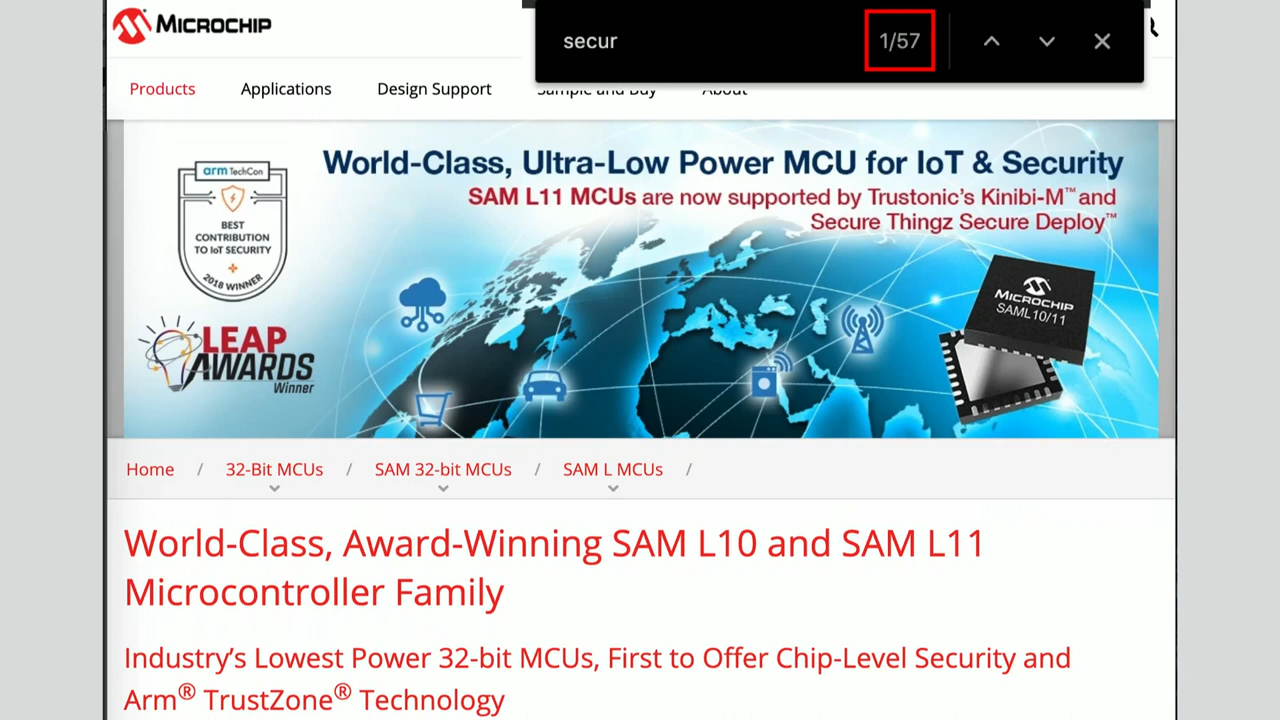 MICROCHIP
secur
1/57
Products
Applications
Design Support
Sample and Buy
About
arm TechCon
BEST
CONTRIBUTION
TO IoT SECURITY
2018 WINNER
World-Class, Ultra-Low Power MCU for IoT & Security
SAM L11 MCUs are now supported by Trustonic's Kinibi-M™ and
Secure Thingz Secure Deploy™
MICROCHIP
SAML10/11
LEAP
AWARDS
Winner
Home / 32-Bit MCUs / SAM 32-bit MCUs / SAM L MCUs /
World-Class, Award-Winning SAM L10 and SAM L11
Microcontroller Family
Industry’s Lowest Power 32-bit MCUs, First to Offer Chip-Level Security and
Arm® TrustZone® Technology